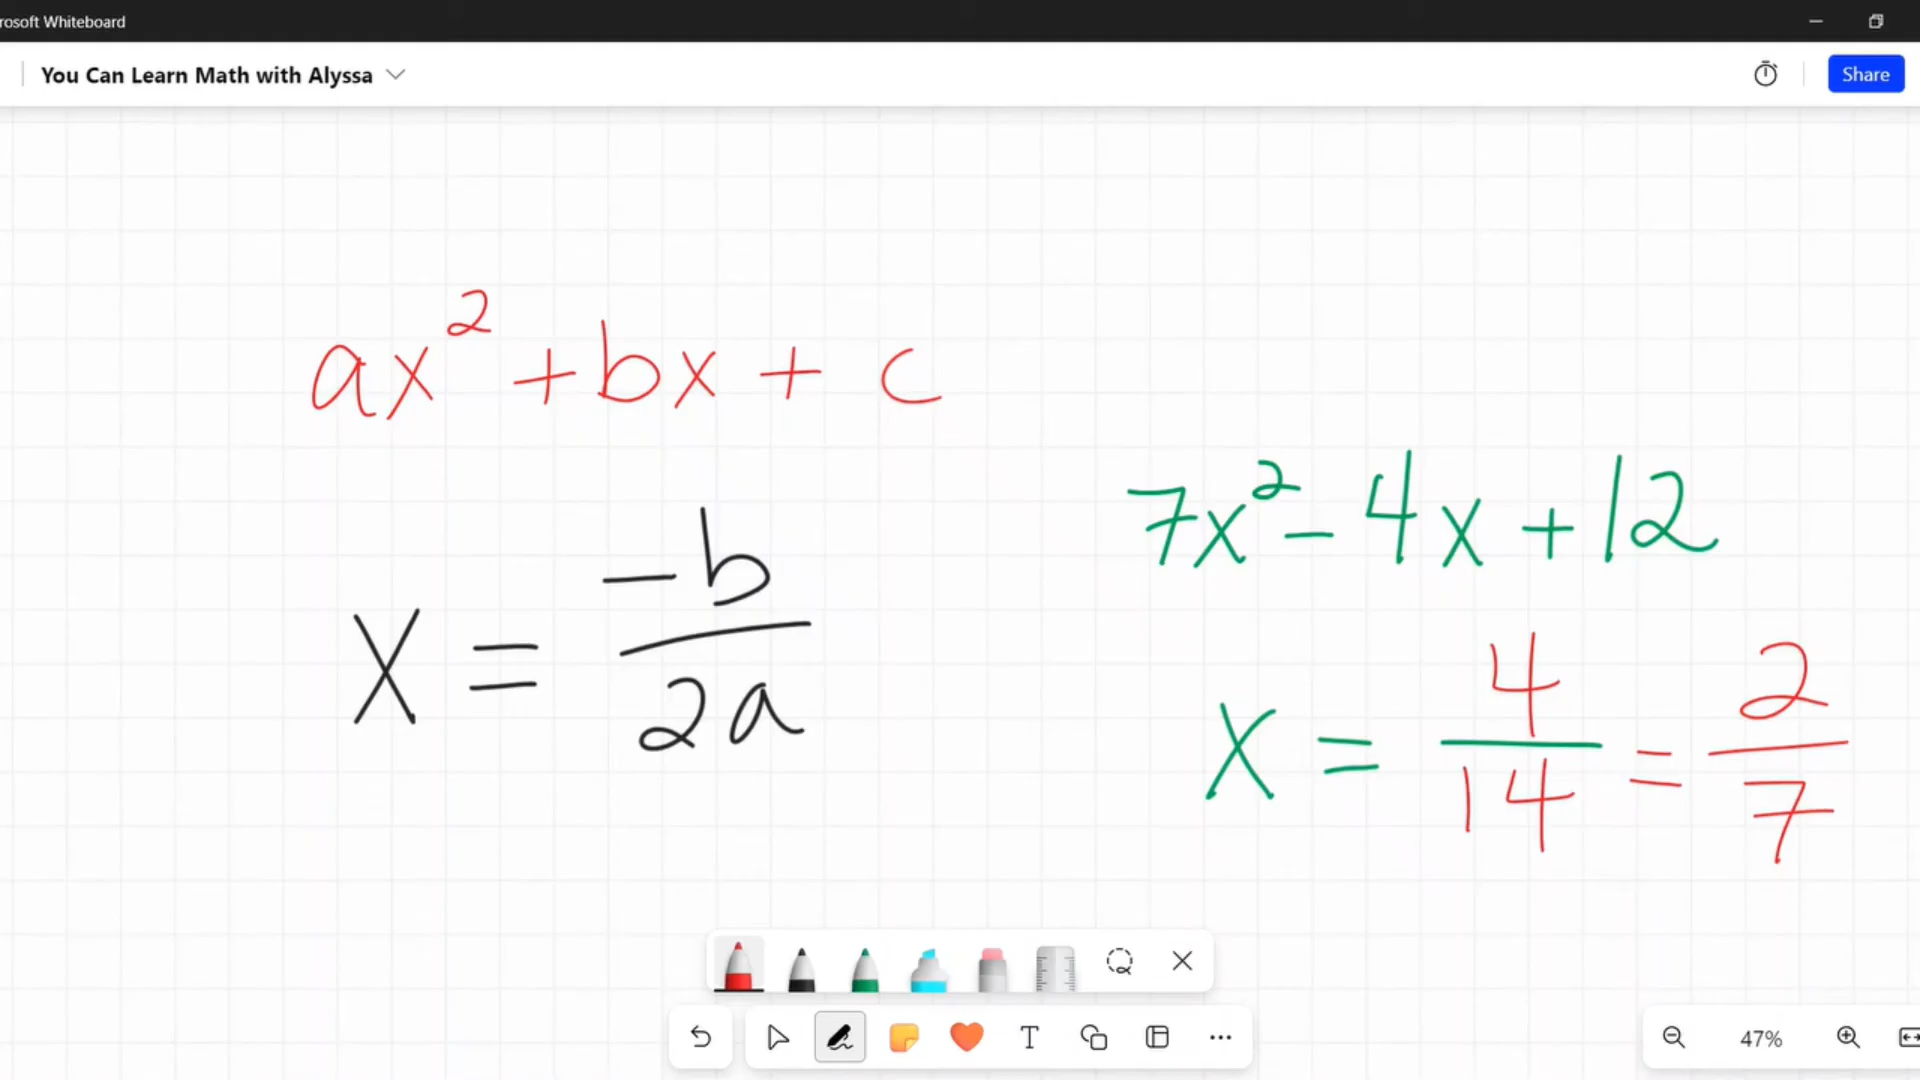 rosoft Whiteboard
You Can Learn Math with Alyssa
Share
ax² + bx + c
x = -b/2a
7x² - 4x + 12
x = 4/14 = 2/7
T
47%